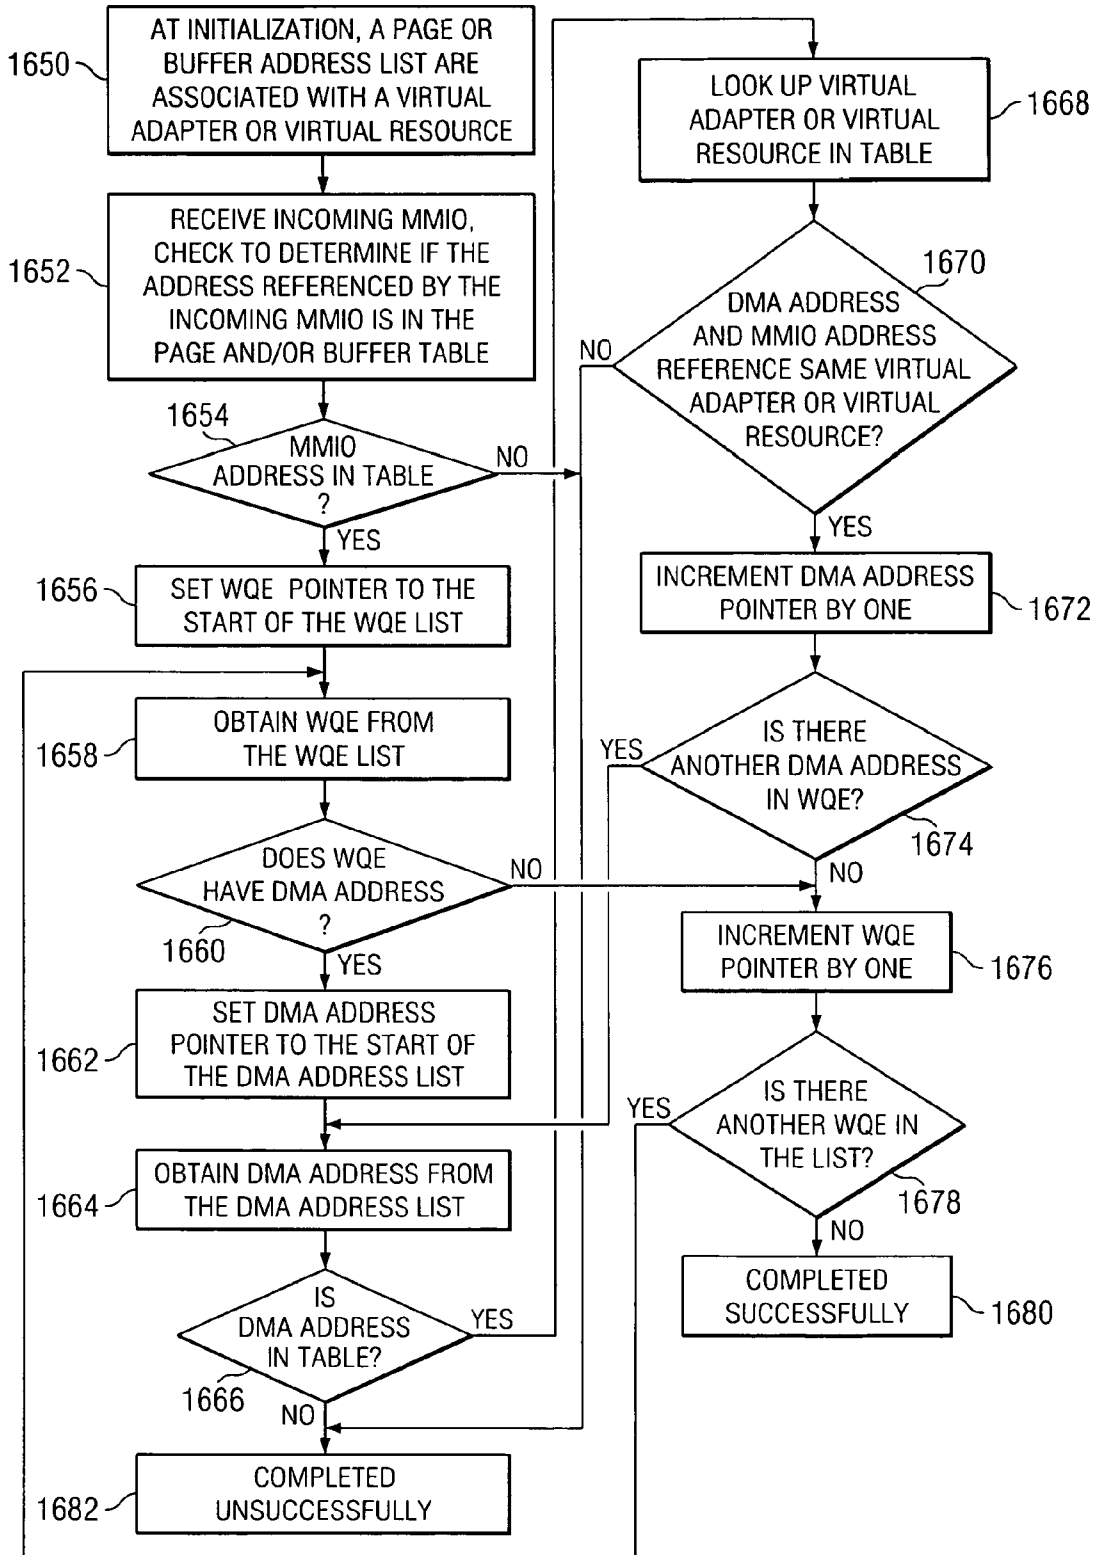 1650
AT INITIALIZATION, A PAGE OR
BUFFER ADDRESS LIST ARE
ASSOCIATED WITH A VIRTUAL
ADAPTER OR VIRTUAL RESOURCE
1652
RECEIVE INCOMING MMIO,
CHECK TO DETERMINE IF THE
ADDRESS REFERENCED BY THE
INCOMING MMIO IS IN THE
PAGE AND/OR BUFFER TABLE
1654
MMIO
ADDRESS IN TABLE
?
NO
YES
1656
SET WQE POINTER TO THE
START OF THE WQE LIST
1658
OBTAIN WQE FROM
THE WQE LIST
DOES WQE
HAVE DMA ADDRESS
?
1660
NO
YES
1662
SET DMA ADDRESS
POINTER TO THE START OF
THE DMA ADDRESS LIST
1664
OBTAIN DMA ADDRESS FROM
THE DMA ADDRESS LIST
IS
DMA ADDRESS
IN TABLE?
1666
YES
NO
1682
COMPLETED
UNSUCCESSFULLY
LOOK UP VIRTUAL
ADAPTER OR VIRTUAL
RESOURCE IN TABLE
1668
1670
DMA ADDRESS
AND MMIO ADDRESS
REFERENCE SAME VIRTUAL
ADAPTER OR VIRTUAL
RESOURCE?
NO
YES
INCREMENT DMA ADDRESS
POINTER BY ONE
1672
IS THERE
ANOTHER DMA ADDRESS
IN WQE?
YES
1674
NO
INCREMENT WQE
POINTER BY ONE
1676
IS THERE
ANOTHER WQE IN
THE LIST?
YES
1678
NO
COMPLETED
SUCCESSFULLY
1680